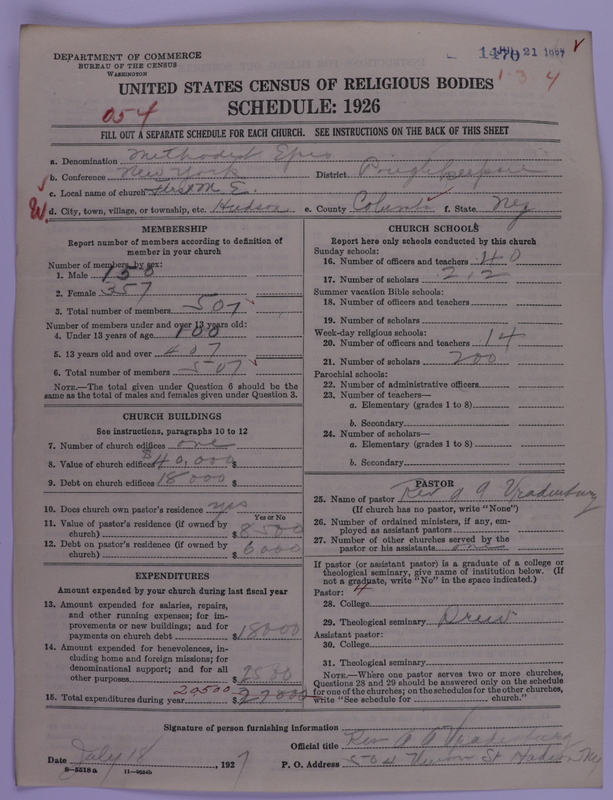 DEPARTMENT OF COMMERCE
BUREAU OF THE CENSUS
WASHINGTON
1470 JUL 21 1927
1-3 4
UNITED STATES CENSUS OF RELIGIOUS BODIES
SCHEDULE: 1926
054
FILL OUT A SEPARATE SCHEDULE FOR EACH CHURCH. SEE INSTRUCTIONS ON THE BACK OF THIS SHEET
a. Denomination Methodist Epis
b. Conference New York District Poughkeepsie
c. Local name of church First M. E.
d. City, town, village, or township, etc. Hudson e. County Columbia f. State N.Y.
MEMBERSHIP
Report number of members according to definition of member in your church
Number of members, by sex:
1. Male 150
2. Female 357
3. Total number of members 507
Number of members under and over 13 years old:
4. Under 13 years of age 100
5. 13 years old and over 407
6. Total number of members 507
NOTE.—The total given under Question 6 should be the same as the total of males and females given under Question 3.
CHURCH BUILDINGS
See instructions, paragraphs 10 to 12
7. Number of church edifices one
8. Value of church edifices $40,000 $
9. Debt on church edifices 18000 $
10. Does church own pastor's residence yes
Yes or No
11. Value of pastor's residence (if owned by church) $ 8500
12. Debt on pastor's residence (if owned by church) $ 6000
EXPENDITURES
Amount expended by your church during last fiscal year
13. Amount expended for salaries, repairs, and other running expenses; for improvements or new buildings; and for payments on church debt $ 18000
14. Amount expended for benevolences, including home and foreign missions; for denominational support; and for all other purposes $ 2500
15. Total expenditures during year 20500 $
CHURCH SCHOOLS
Report here only schools conducted by this church
Sunday schools:
16. Number of officers and teachers 40
17. Number of scholars 212
Summer vacation Bible schools:
18. Number of officers and teachers
19. Number of scholars
Week-day religious schools:
20. Number of officers and teachers 14
21. Number of scholars 200
Parochial schools:
22. Number of administrative officers
23. Number of teachers—
a. Elementary (grades 1 to 8)
b. Secondary
24. Number of scholars—
a. Elementary (grades 1 to 8)
b. Secondary
PASTOR
25. Name of pastor Rev A A Vradenburg
(If church has no pastor, write "None")
26. Number of ordained ministers, if any, employed as assistant pastors
27. Number of other churches served by the pastor or his assistants one
If pastor (or assistant pastor) is a graduate of a college or theological seminary, give name of institution below. (If not a graduate, write "No" in the space indicated.)
Pastor:
28. College
29. Theological seminary Drew
Assistant pastor:
30. College
31. Theological seminary
NOTE.—Where one pastor serves two or more churches, Questions 28 and 29 should be answered only on the schedule for one of the churches; on the schedules for the other churches, write "See schedule for church."
Signature of person furnishing information
Official title Rev A A Vradenburg
Date July 18, 1927 P. O. Address 504 Union St Hudson NY
8—5518a 11—9554b